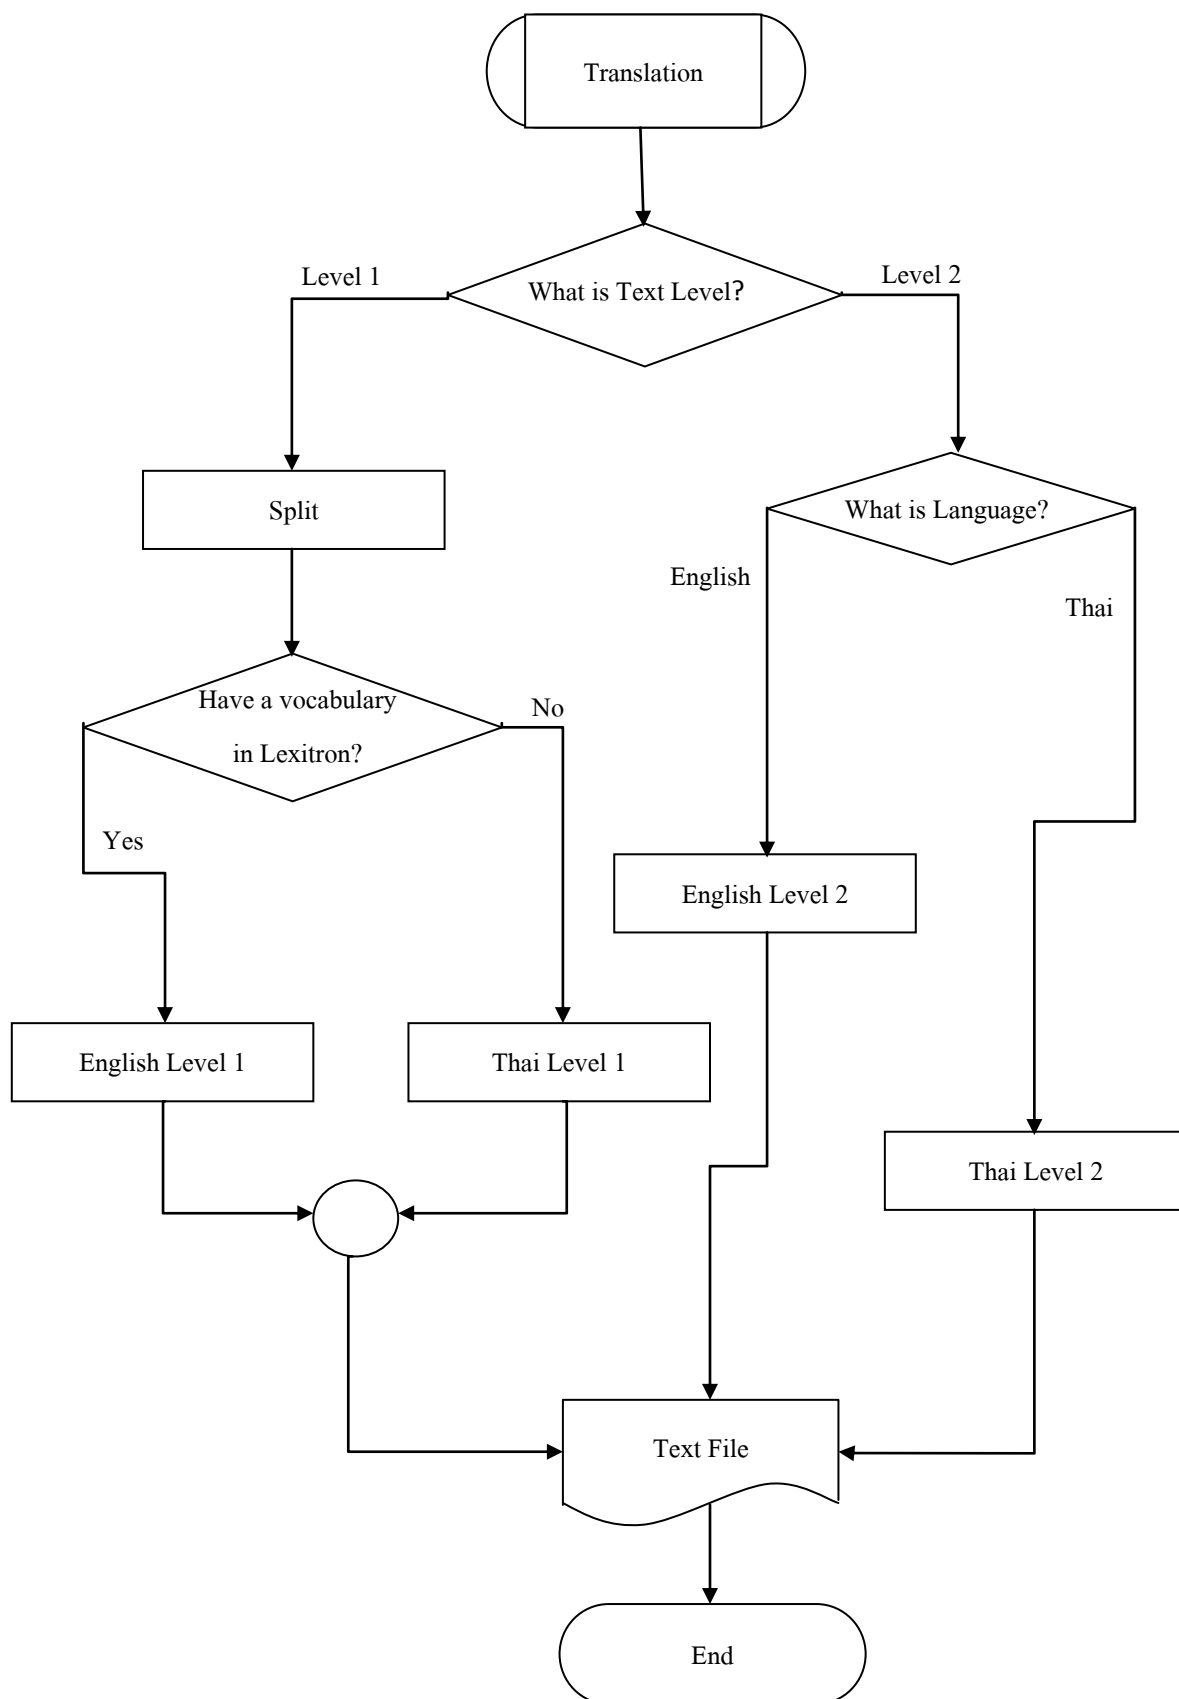 Translation
Level 1
What is Text Level?
Level 2
Split
What is Language?
English
Thai
Have a vocabulary
in Lexitron?
No
Yes
English Level 2
English Level 1
Thai Level 1
Thai Level 2
Text File
End